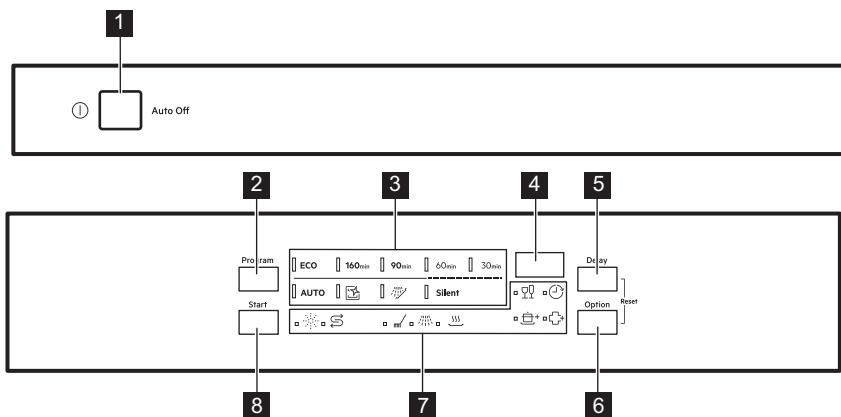 1
Auto Off
2 3 4 5
Program Delay
ECO 160min 90min 60min 30min
AUTO Silent
Start Option Reset
8 7 6